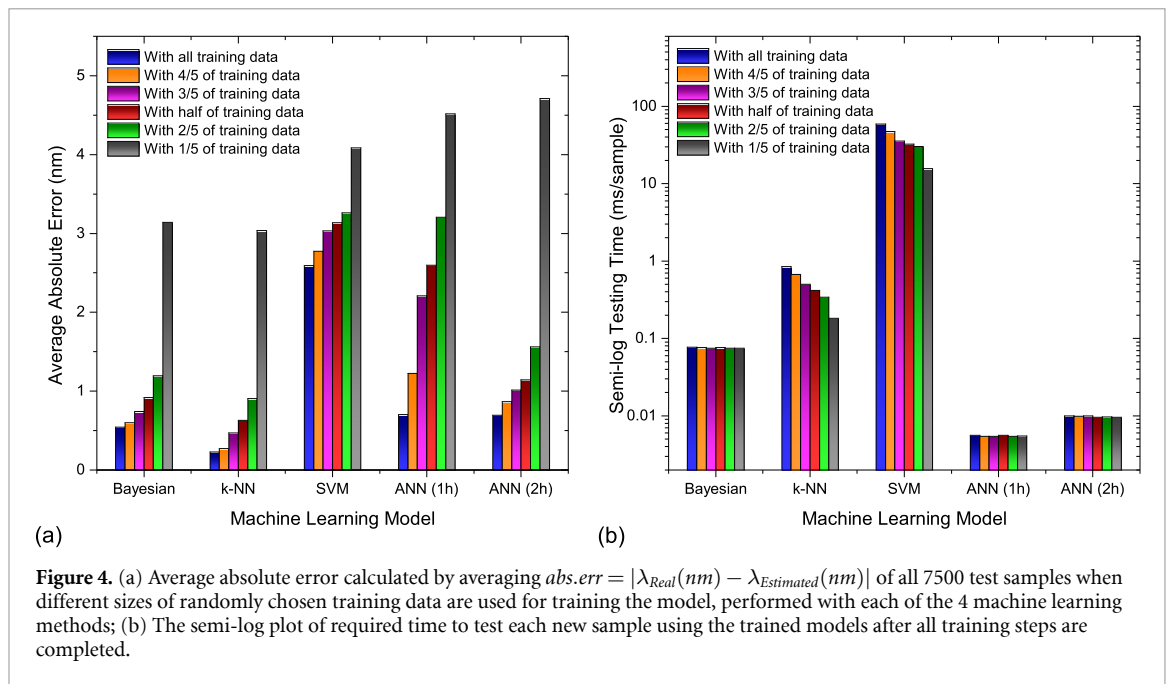 With all training data
With 4/5 of training data
With 3/5 of training data
With half of training data
With 2/5 of training data
With 1/5 of training data
5
4
3
2
1
0
Average Absolute Error (nm)
Bayesian k-NN SVM ANN (1h) ANN (2h)
Machine Learning Model
(a)
With all training data
With 4/5 of training data
With 3/5 of training data
With half of training data
With 2/5 of training data
With 1/5 of training data
100
10
1
0.1
0.01
Semi-log Testing Time (ms/sample)
Bayesian k-NN SVM ANN (1h) ANN (2h)
Machine Learning Model
(b)
Figure 4. (a) Average absolute error calculated by averaging abs.err = |λReal(nm) − λEstimated(nm)| of all 7500 test samples when
different sizes of randomly chosen training data are used for training the model, performed with each of the 4 machine learning
methods; (b) The semi-log plot of required time to test each new sample using the trained models after all training steps are
completed.